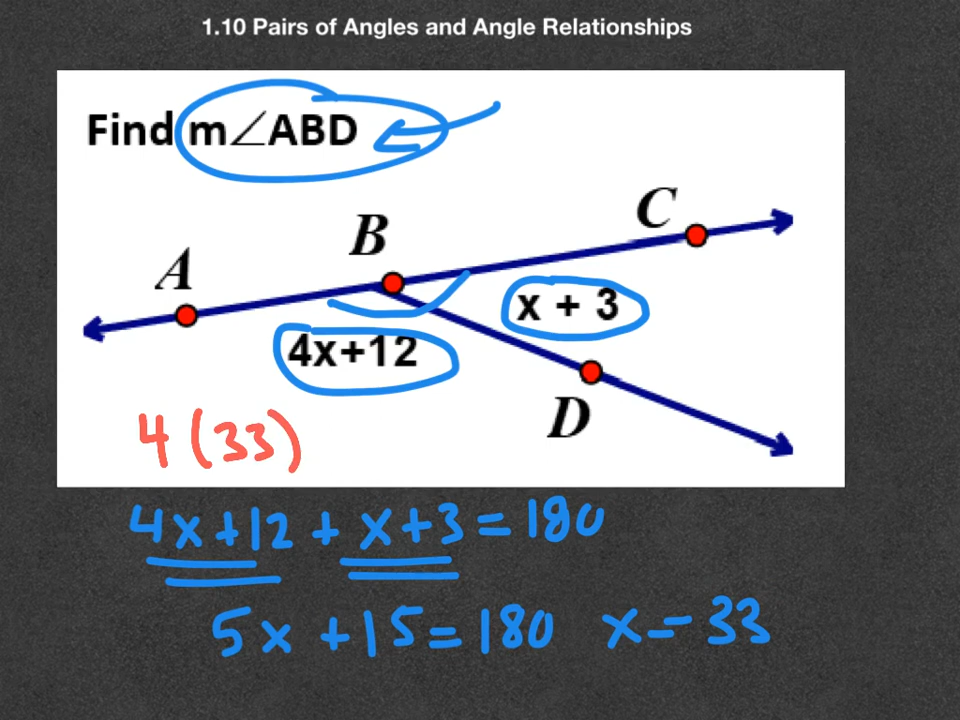 1.10 Pairs of Angles and Angle Relationships
Find m∠ABD
C
B
A
x + 3
4x+12
D
4 (33)
4x+12 + x+3 = 180
5x + 15 = 180 x = 33